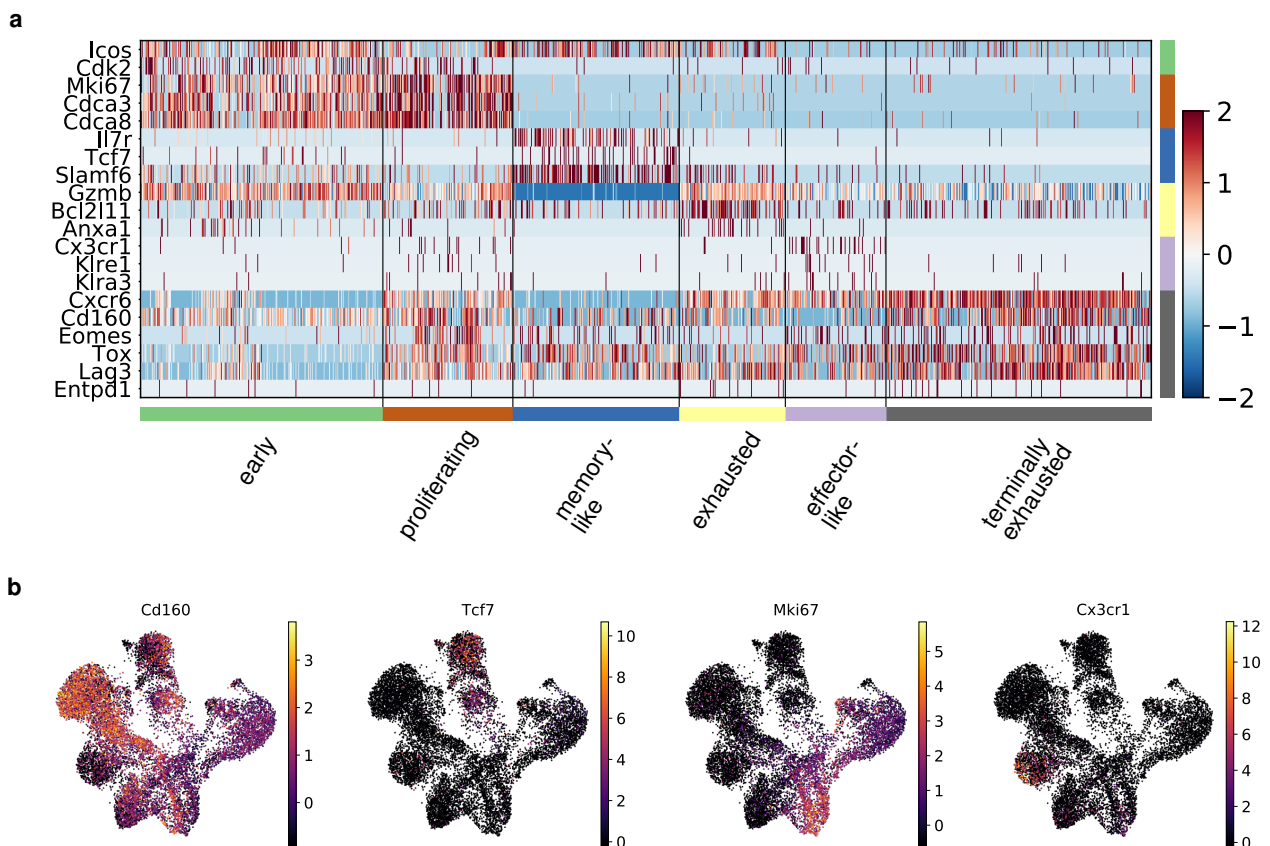 a
Icos
Cdk2
Mki67
Cdca3
Cdca8
Il7r
Tcf7
Slamf6
Gzmb
Bcl2l11
Anxa1
Cx3cr1
Klre1
Klra3
Cxcr6
Cd160
Eomes
Tox
Lag3
Entpd1
2
1
0
−1
−2
early
proliferating
memory-
like
exhausted
effector-
like
terminally
exhausted
b
Cd160
3
2
1
0
Tcf7
10
8
6
4
2
0
Mki67
5
4
3
2
1
0
Cx3cr1
12
10
8
6
4
2
0